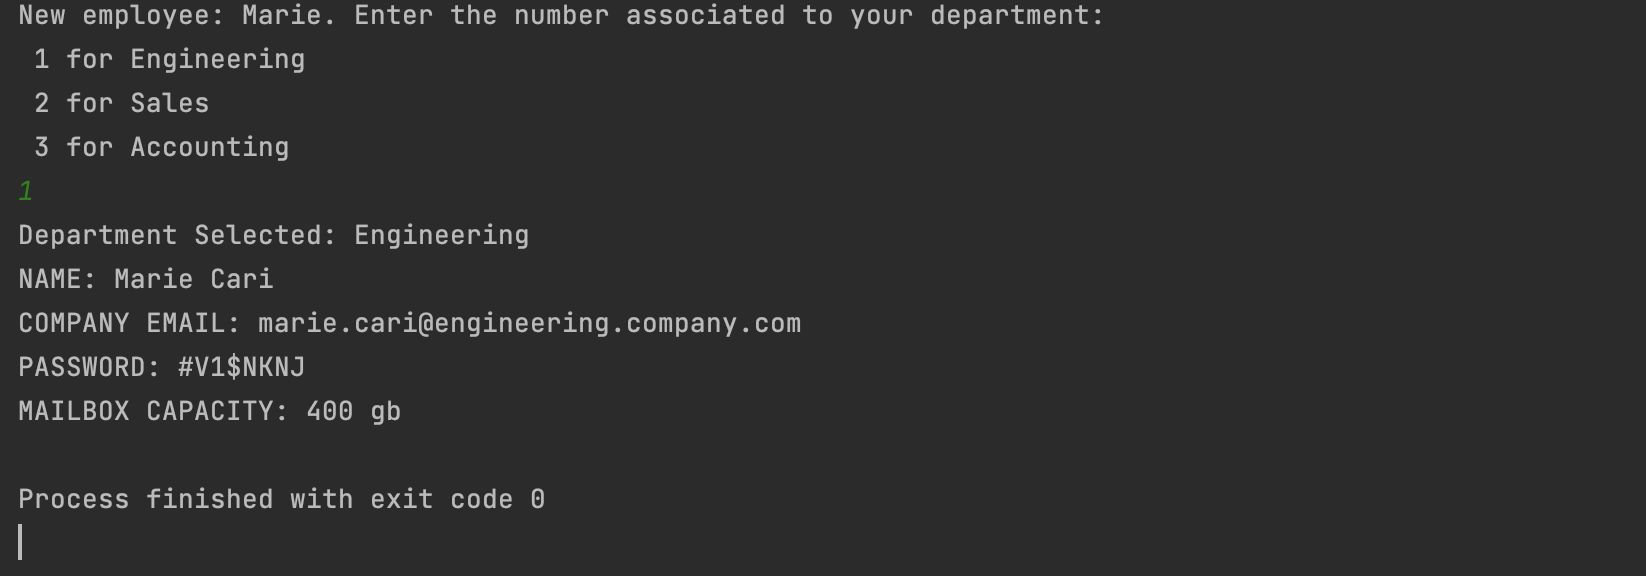 New employee: Marie. Enter the number associated to your department:
 1 for Engineering
 2 for Sales
 3 for Accounting
1
Department Selected: Engineering
NAME: Marie Cari
COMPANY EMAIL: marie.cari@engineering.company.com
PASSWORD: #V1$NKNJ
MAILBOX CAPACITY: 400 gb

Process finished with exit code 0